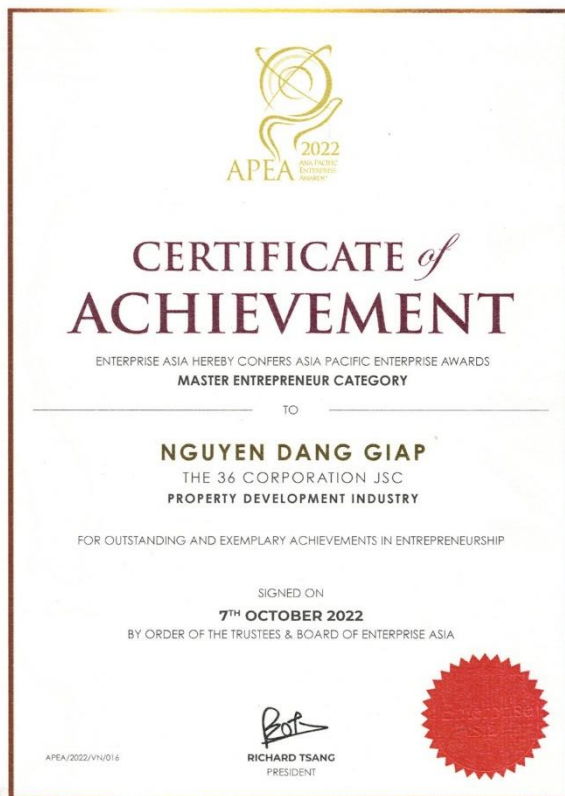 2022
APEA ASIA PACIFIC
ENTERPRISE
AWARDS
CERTIFICATE of
ACHIEVEMENT
ENTERPRISE ASIA HEREBY CONFERS ASIA PACIFIC ENTERPRISE AWARDS
MASTER ENTREPRENEUR CATEGORY
TO
NGUYEN DANG GIAP
THE 36 CORPORATION JSC
PROPERTY DEVELOPMENT INDUSTRY
FOR OUTSTANDING AND EXEMPLARY ACHIEVEMENTS IN ENTREPRENEURSHIP
SIGNED ON
7TH OCTOBER 2022
BY ORDER OF THE TRUSTEES & BOARD OF ENTERPRISE ASIA
APEA/2022/VN/016
RICHARD TSANG
PRESIDENT